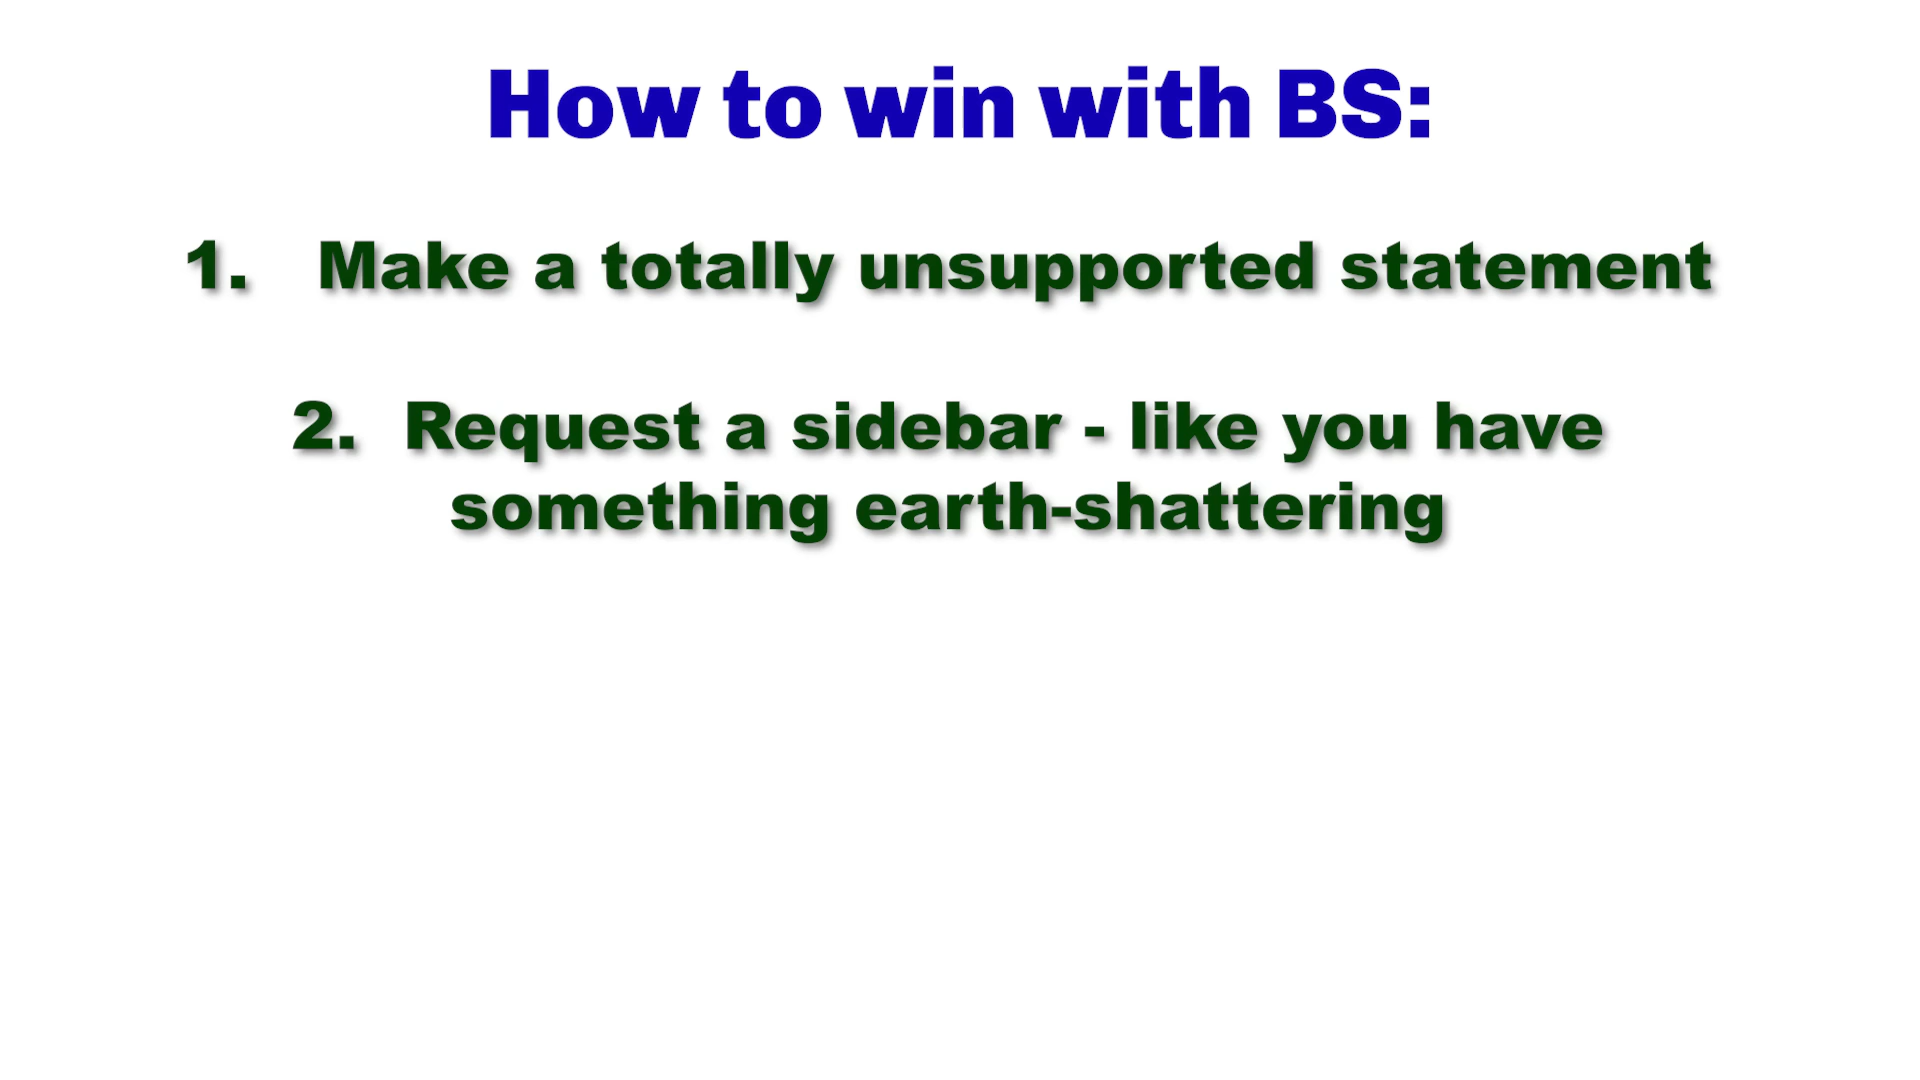 How to win with BS:
1. Make a totally unsupported statement
2. Request a sidebar - like you have
something earth-shattering